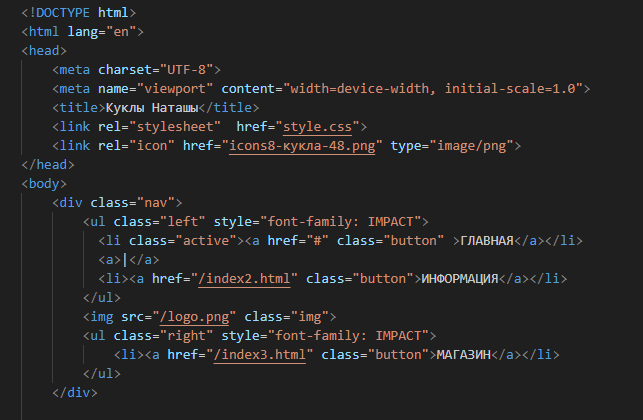 <!DOCTYPE html>
<html lang="en">
<head>
    <meta charset="UTF-8">
    <meta name="viewport" content="width=device-width, initial-scale=1.0">
    <title>Куклы Наташы</title>
    <link rel="stylesheet"  href="style.css">
    <link rel="icon" href="icons8-кукла-48.png" type="image/png">
</head>
<body>
    <div class="nav">
        <ul class="left" style="font-family: IMPACT">
          <li class="active"><a href="#" class="button" >ГЛАВНАЯ</a></li>
          <a>|</a>
          <li><a href="/index2.html" class="button">ИНФОРМАЦИЯ</a></li>
        </ul>
        <img src="/logo.png" class="img">
        <ul class="right" style="font-family: IMPACT">
            <li><a href="/index3.html" class="button">МАГАЗИН</a></li>
        </ul>
    </div>